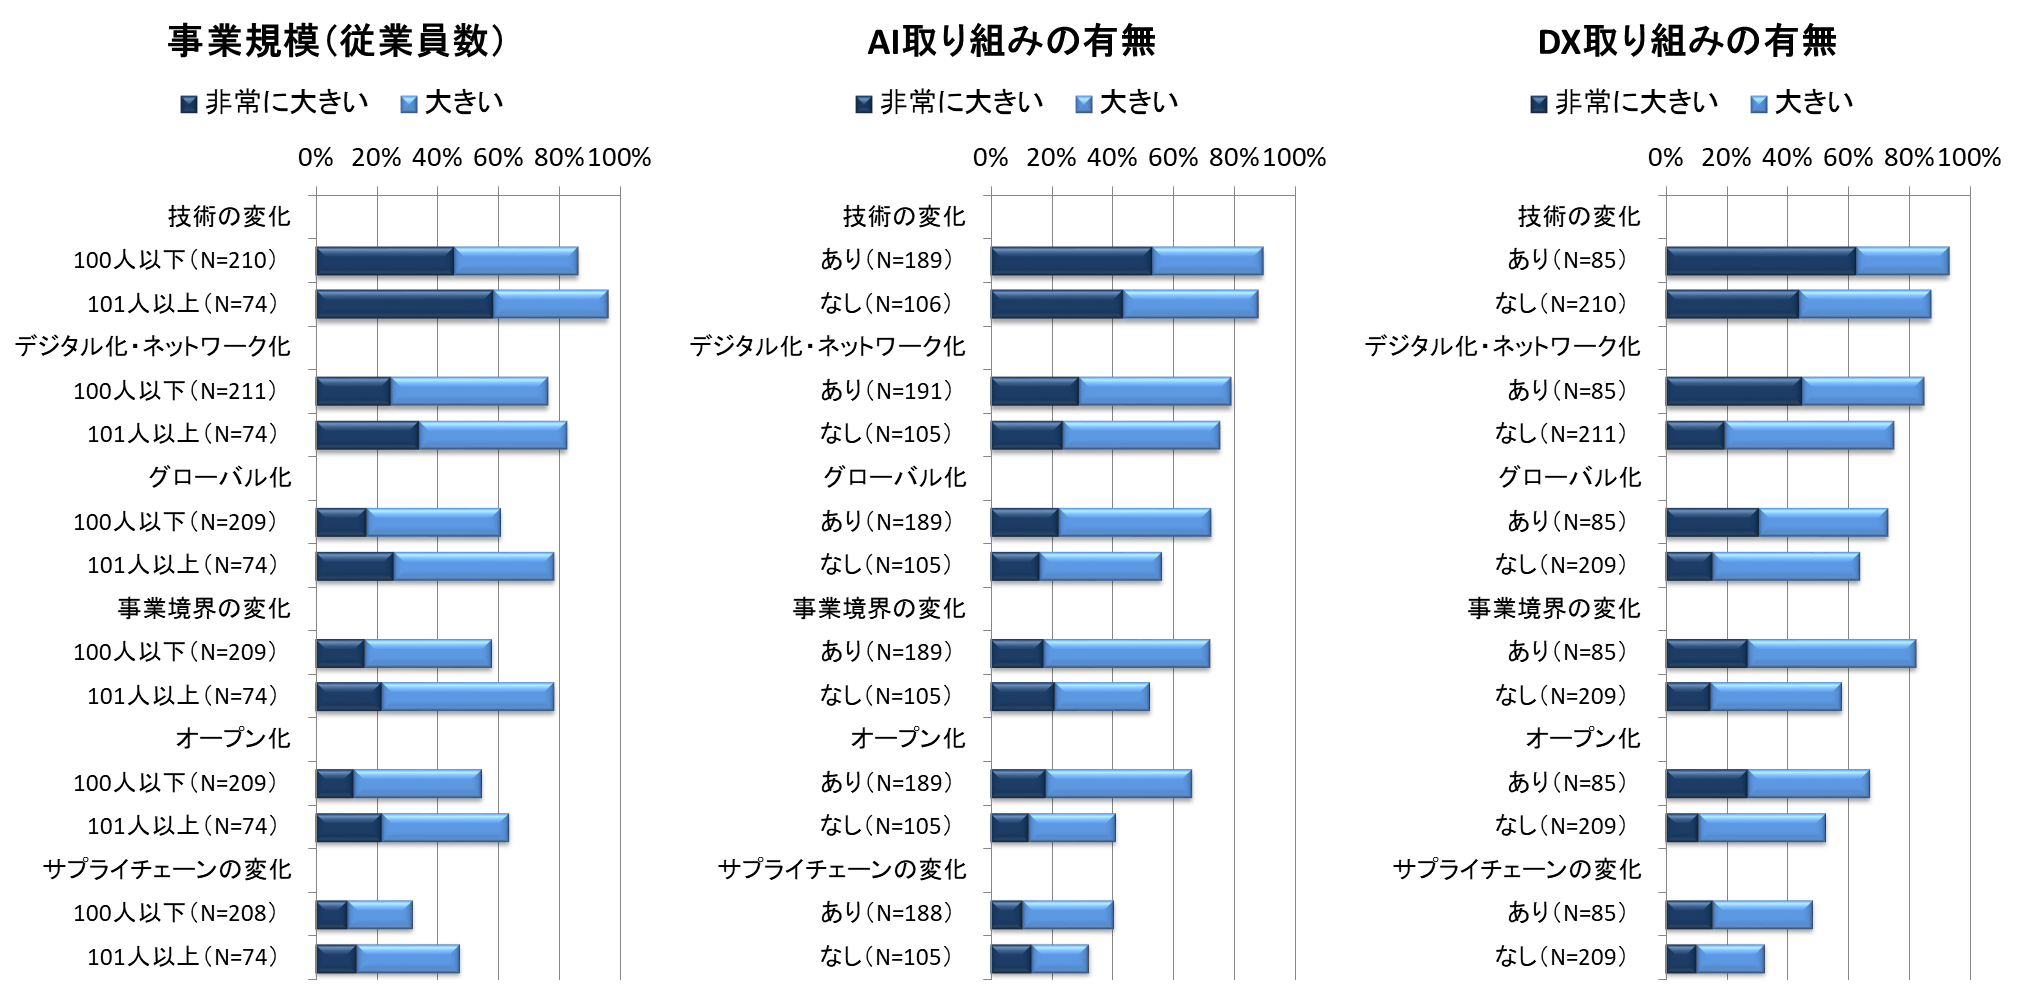 事業規模（従業員数）
■非常に大きい ■大きい
0% 20% 40% 60% 80% 100%
技術の変化
100人以下（N=210）
101人以上（N=74）
デジタル化・ネットワーク化
100人以下（N=211）
101人以上（N=74）
グローバル化
100人以下（N=209）
101人以上（N=74）
事業境界の変化
100人以下（N=209）
101人以上（N=74）
オープン化
100人以下（N=209）
101人以上（N=74）
サプライチェーンの変化
100人以下（N=208）
101人以上（N=74）
AI取り組みの有無
■非常に大きい ■大きい
0% 20% 40% 60% 80% 100%
技術の変化
あり（N=189）
なし（N=106）
デジタル化・ネットワーク化
あり（N=191）
なし（N=105）
グローバル化
あり（N=189）
なし（N=105）
事業境界の変化
あり（N=189）
なし（N=105）
オープン化
あり（N=189）
なし（N=105）
サプライチェーンの変化
あり（N=188）
なし（N=105）
DX取り組みの有無
■非常に大きい ■大きい
0% 20% 40% 60% 80% 100%
技術の変化
あり（N=85）
なし（N=210）
デジタル化・ネットワーク化
あり（N=85）
なし（N=211）
グローバル化
あり（N=85）
なし（N=209）
事業境界の変化
あり（N=85）
なし（N=209）
オープン化
あり（N=85）
なし（N=209）
サプライチェーンの変化
あり（N=85）
なし（N=209）